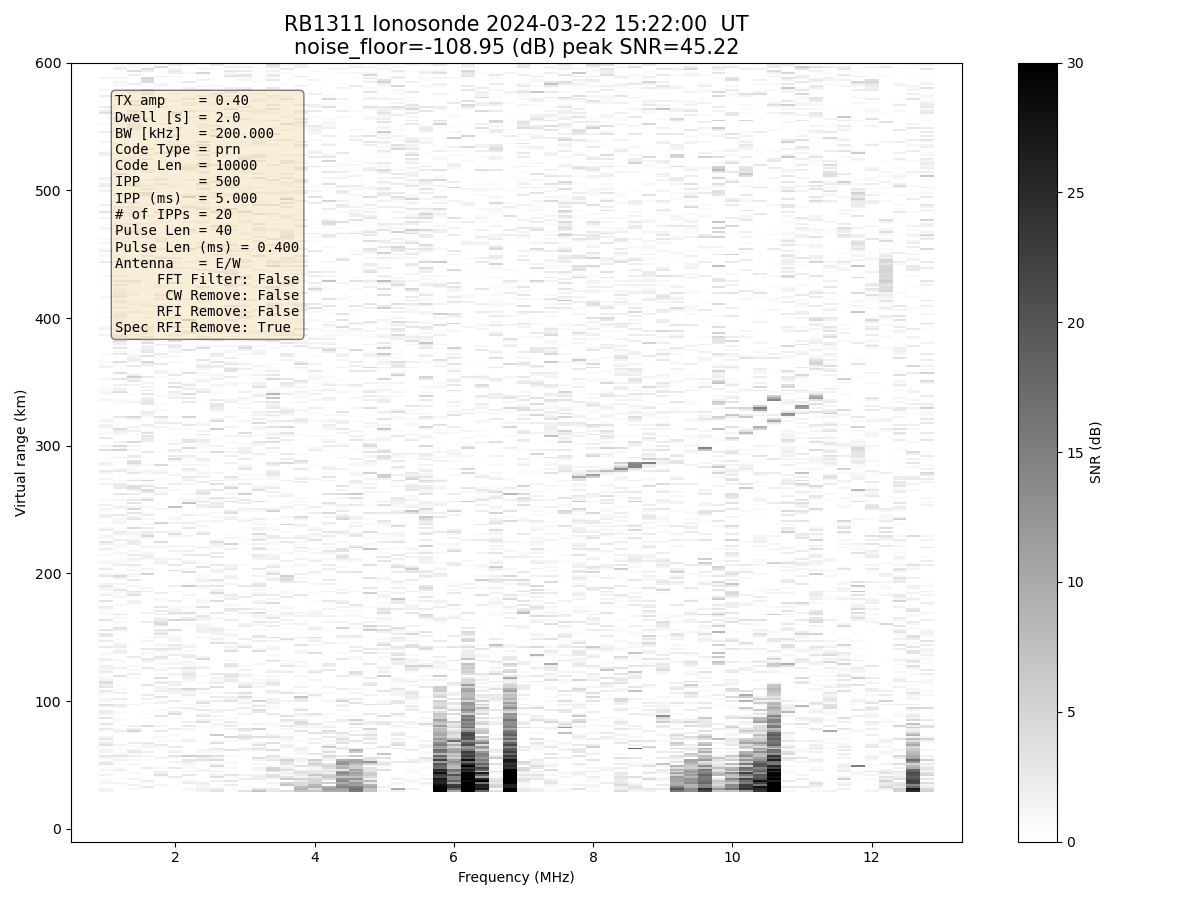 RB1311 Ionosonde 2024-03-22 15:22:00 UT
noise_floor=-108.95 (dB) peak SNR=45.22
TX amp    = 0.40
Dwell [s] = 2.0
BW [kHz]  = 200.000
Code Type = prn
Code Len  = 10000
IPP       = 500
IPP (ms)  = 5.000
# of IPPs = 20
Pulse Len = 40
Pulse Len (ms) = 0.400
Antenna   = E/W
FFT Filter: False
CW Remove: False
RFI Remove: False
Spec RFI Remove: True
600
500
400
300
200
100
0
Virtual range (km)
2 4 6 8 10 12
Frequency (MHz)
30
25
20
15
10
5
0
SNR (dB)